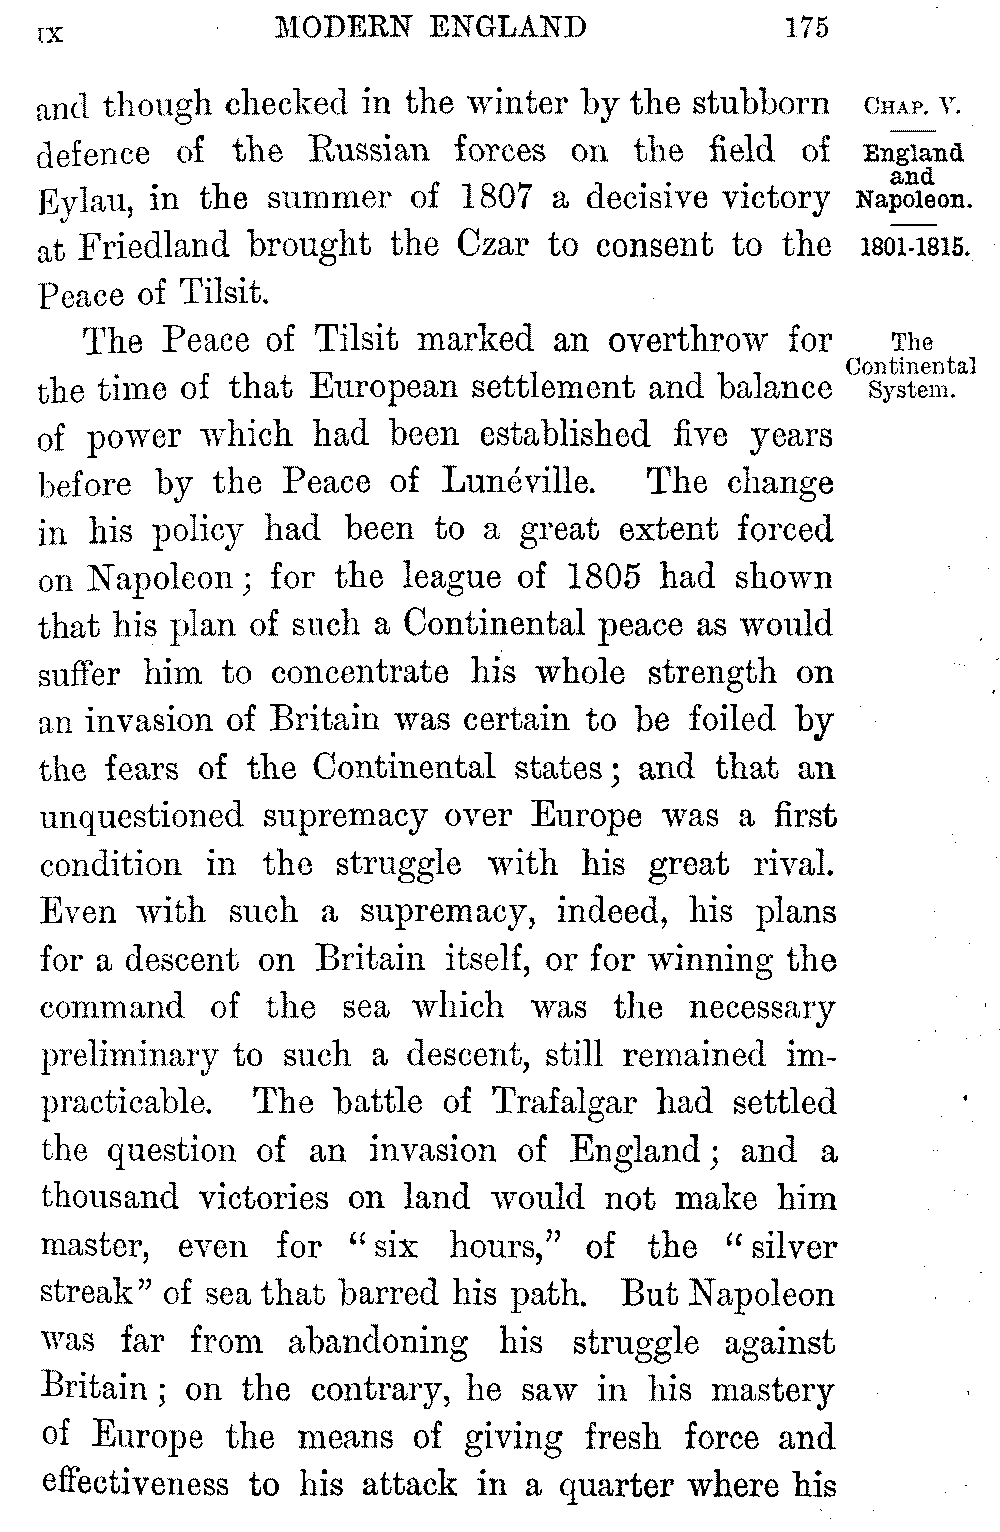 IX MODERN ENGLAND 175
and though checked in the winter by the stubborn
defence of the Russian forces on the field of
Eylau, in the summer of 1807 a decisive victory
at Friedland brought the Czar to consent to the
Peace of Tilsit.
CHAP. V.
England
and
Napoleon.
1801-1815.
The Peace of Tilsit marked an overthrow for
the time of that European settlement and balance
of power which had been established five years
before by the Peace of Lunéville. The change
in his policy had been to a great extent forced
on Napoleon; for the league of 1805 had shown
that his plan of such a Continental peace as would
suffer him to concentrate his whole strength on
an invasion of Britain was certain to be foiled by
the fears of the Continental states; and that an
unquestioned supremacy over Europe was a first
condition in the struggle with his great rival.
Even with such a supremacy, indeed, his plans
for a descent on Britain itself, or for winning the
command of the sea which was the necessary
preliminary to such a descent, still remained im-
practicable. The battle of Trafalgar had settled
the question of an invasion of England; and a
thousand victories on land would not make him
master, even for "six hours," of the "silver
streak" of sea that barred his path. But Napoleon
was far from abandoning his struggle against
Britain; on the contrary, he saw in his mastery
of Europe the means of giving fresh force and
effectiveness to his attack in a quarter where his
The
Continental
System.